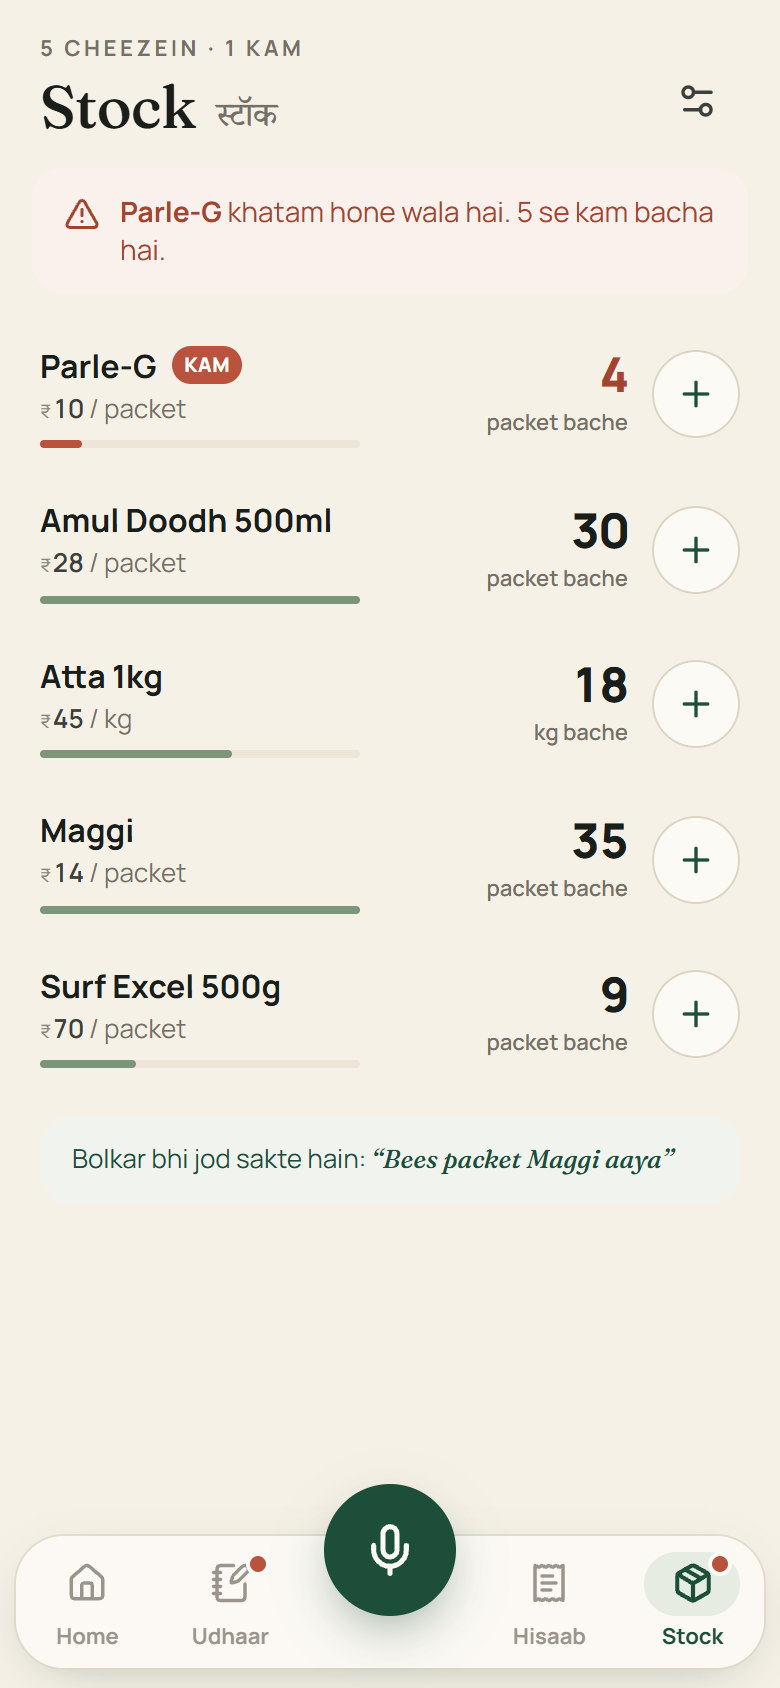 5 CHEEZEIN · 1 KAM
Stock स्टॉक
Parle-G khatam hone wala hai. 5 se kam bacha
hai.
Parle-G KAM
₹10 / packet
4
packet bache
Amul Doodh 500ml
₹28 / packet
30
packet bache
Atta 1kg
₹45 / kg
18
kg bache
Maggi
₹14 / packet
35
packet bache
Surf Excel 500g
₹70 / packet
9
packet bache
Bolkar bhi jod sakte hain: “Bees packet Maggi aaya”
Home
Udhaar
Hisaab
Stock